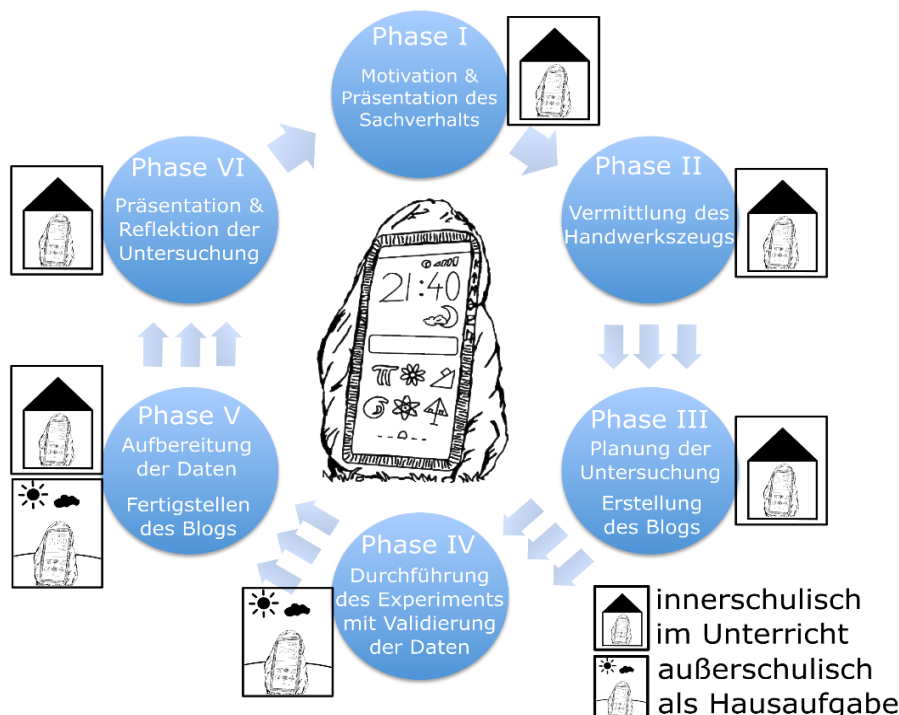 Phase I
Motivation &
Präsentation des
Sachverhalts
Phase II
Vermittlung des
Handwerkszeugs
Phase III
Planung der
Untersuchung
Erstellung
des Blogs
Phase IV
Durchführung
des Experiments
mit Validierung
der Daten
Phase V
Aufbereitung
der Daten
Fertigstellen
des Blogs
Phase VI
Präsentation &
Reflektion der
Untersuchung
21:40
π
innerschulisch
im Unterricht
außerschulisch
als Hausaufgabe